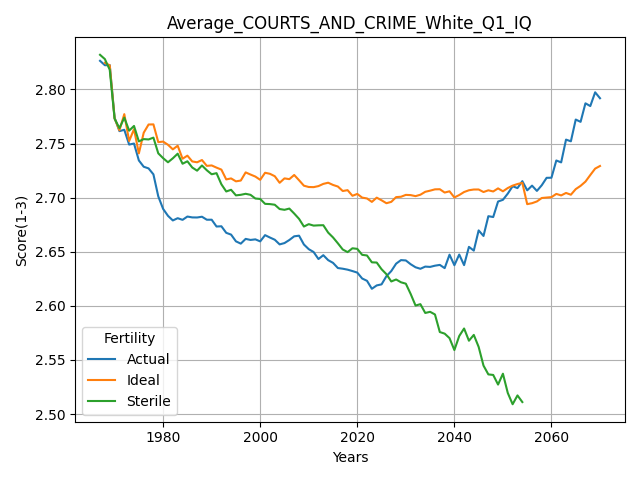 Average_COURTS_AND_CRIME_White_Q1_IQ
Score(1-3)
2.80
2.75
2.70
2.65
2.60
2.55
2.50
Fertility
Actual
Ideal
Sterile
1980 2000 2020 2040 2060
Years